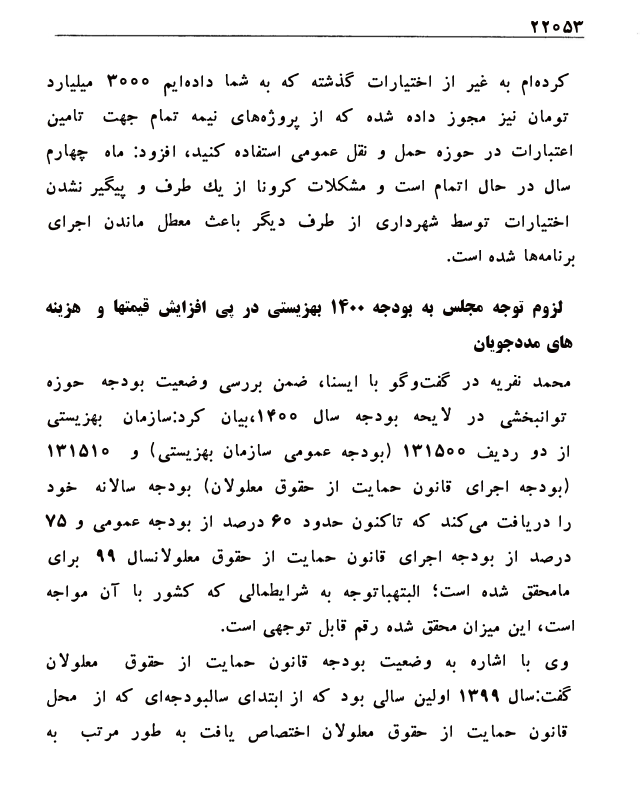 ۲۲۰۵۳
کرده‌ام به غیر از اختیارات گذشته که به شما داده‌ایم ۳۰۰۰ میلیارد
تومان نیز مجوز داده شده که از پروژه‌های نیمه تمام جهت تامین
اعتبارات در حوزه حمل و نقل عمومی استفاده کنید، افزود: ماه چهارم
سال در حال اتمام است و مشکلات کرونا از یك طرف و پیگیر نشدن
اختیارات توسط شهرداری از طرف دیگر باعث معطل ماندن اجرای
برنامه‌ها شده است.
لزوم توجه مجلس به بودجه ۱۴۰۰ بهزیستی در پی افزایش قیمتها و هزینه
های مددجویان
محمد نفریه در گفت‌وگو با ایسنا، ضمن بررسی وضعیت بودجه حوزه
توانبخشی در لایحه بودجه سال ۱۴۰۰،بیان کرد:سازمان بهزیستی
از دو ردیف ۱۳۱۵۰۰ (بودجه عمومی سازمان بهزیستی) و ۱۳۱۵۱۰
(بودجه اجرای قانون حمایت از حقوق معلولان) بودجه سالانه خود
را دریافت می‌کند که تاکنون حدود ۶۰ درصد از بودجه عمومی و ۷۵
درصد از بودجه اجرای قانون حمایت از حقوق معلولانسال ۹۹ برای
مامحقق شده است؛ البتهباتوجه به شرایطمالی که کشور با آن مواجه
است، این میزان محقق شده رقم قابل توجهی است.
وی با اشاره به وضعیت بودجه قانون حمایت از حقوق معلولان
گفت:سال ۱۳۹۹ اولین سالی بود که از ابتدای سالبودجه‌ای که از محل
قانون حمایت از حقوق معلولان اختصاص یافت به طور مرتب به